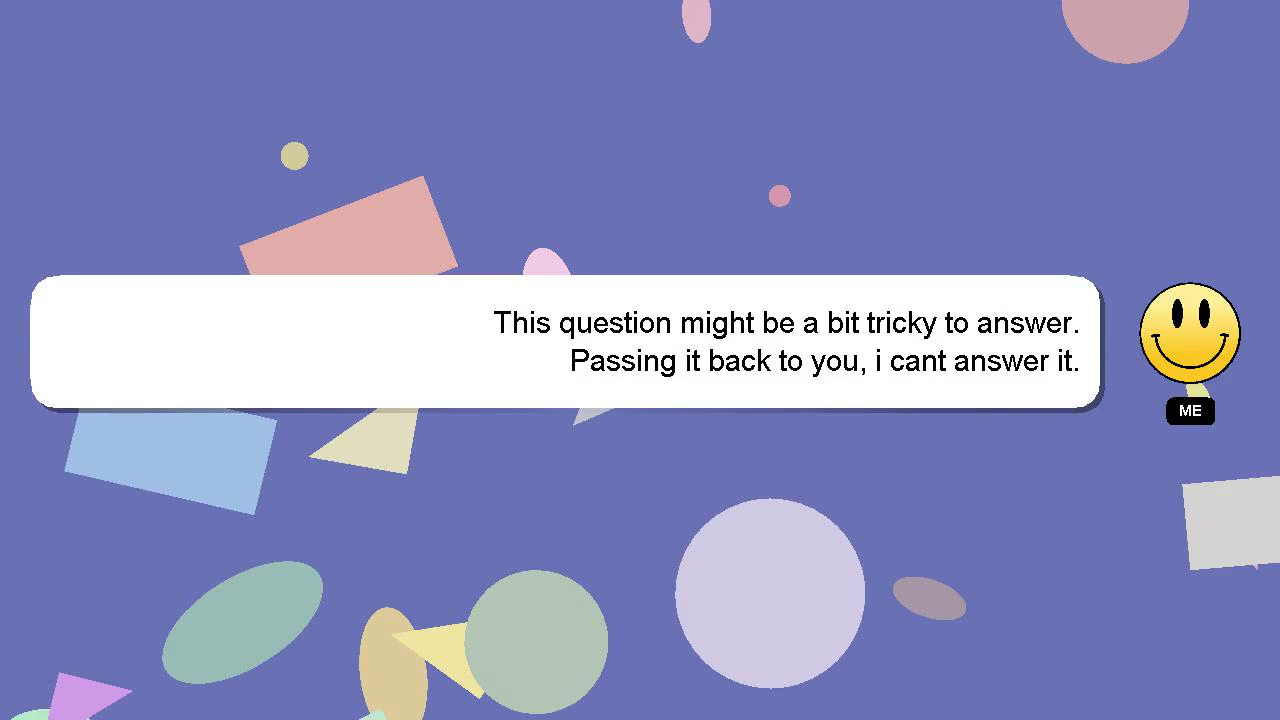 This question might be a bit tricky to answer.
Passing it back to you, i cant answer it.
ME